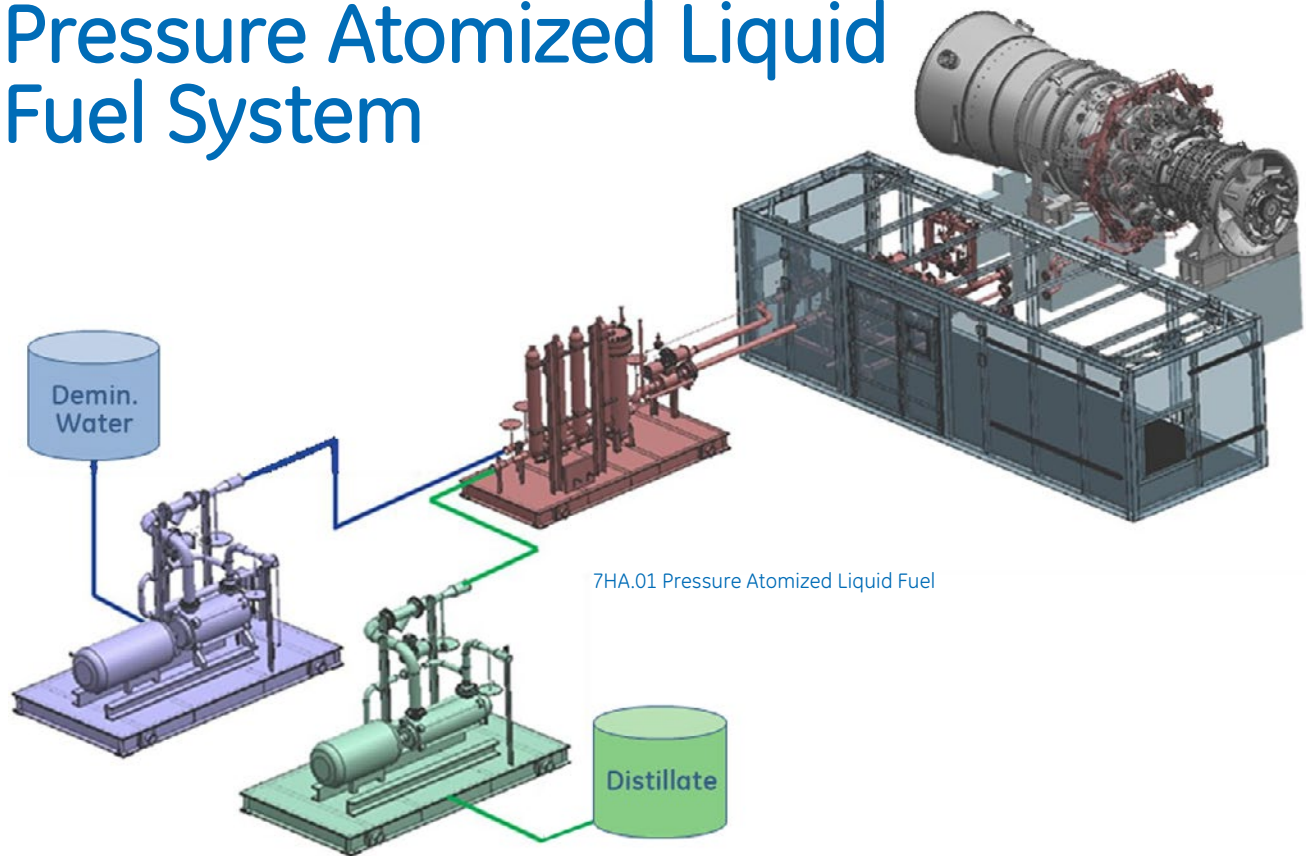 Pressure Atomized Liquid
Fuel System
Demin.
Water
7HA.01 Pressure Atomized Liquid Fuel
Distillate